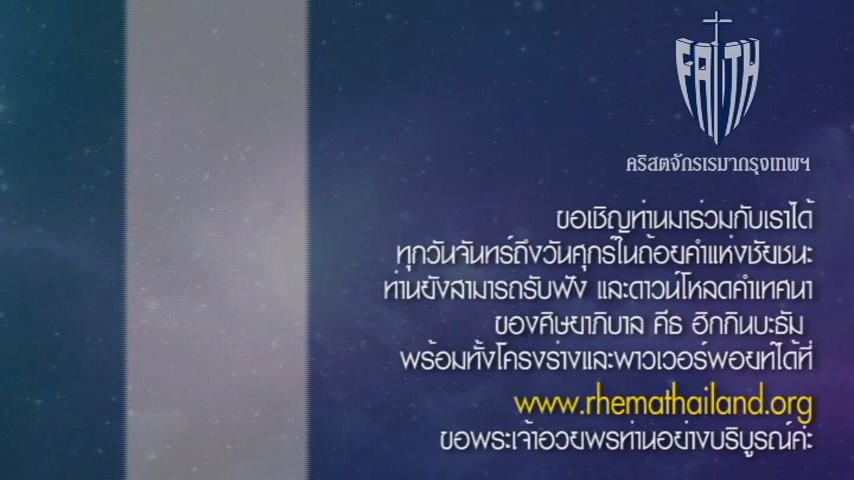 FAITH
คริสตจักรเรมากรุงเทพฯ
ขอเชิญท่านมาร่วมกับเราได้
ทุกวันจันทร์ถึงวันศุกร์ในถ้อยคำแห่งชัยชนะ
ท่านยังสามารถรับฟัง และดาวน์โหลดคำเทศนา
ของศิษยาภิบาล คีธ ฮิกกินบะธัม
พร้อมทั้งโครงร่างและพาวเวอร์พอยท์ได้ที่
www.rhemathailand.org
ขอพระเจ้าอวยพรท่านอย่างบริบูรณ์ค่ะ